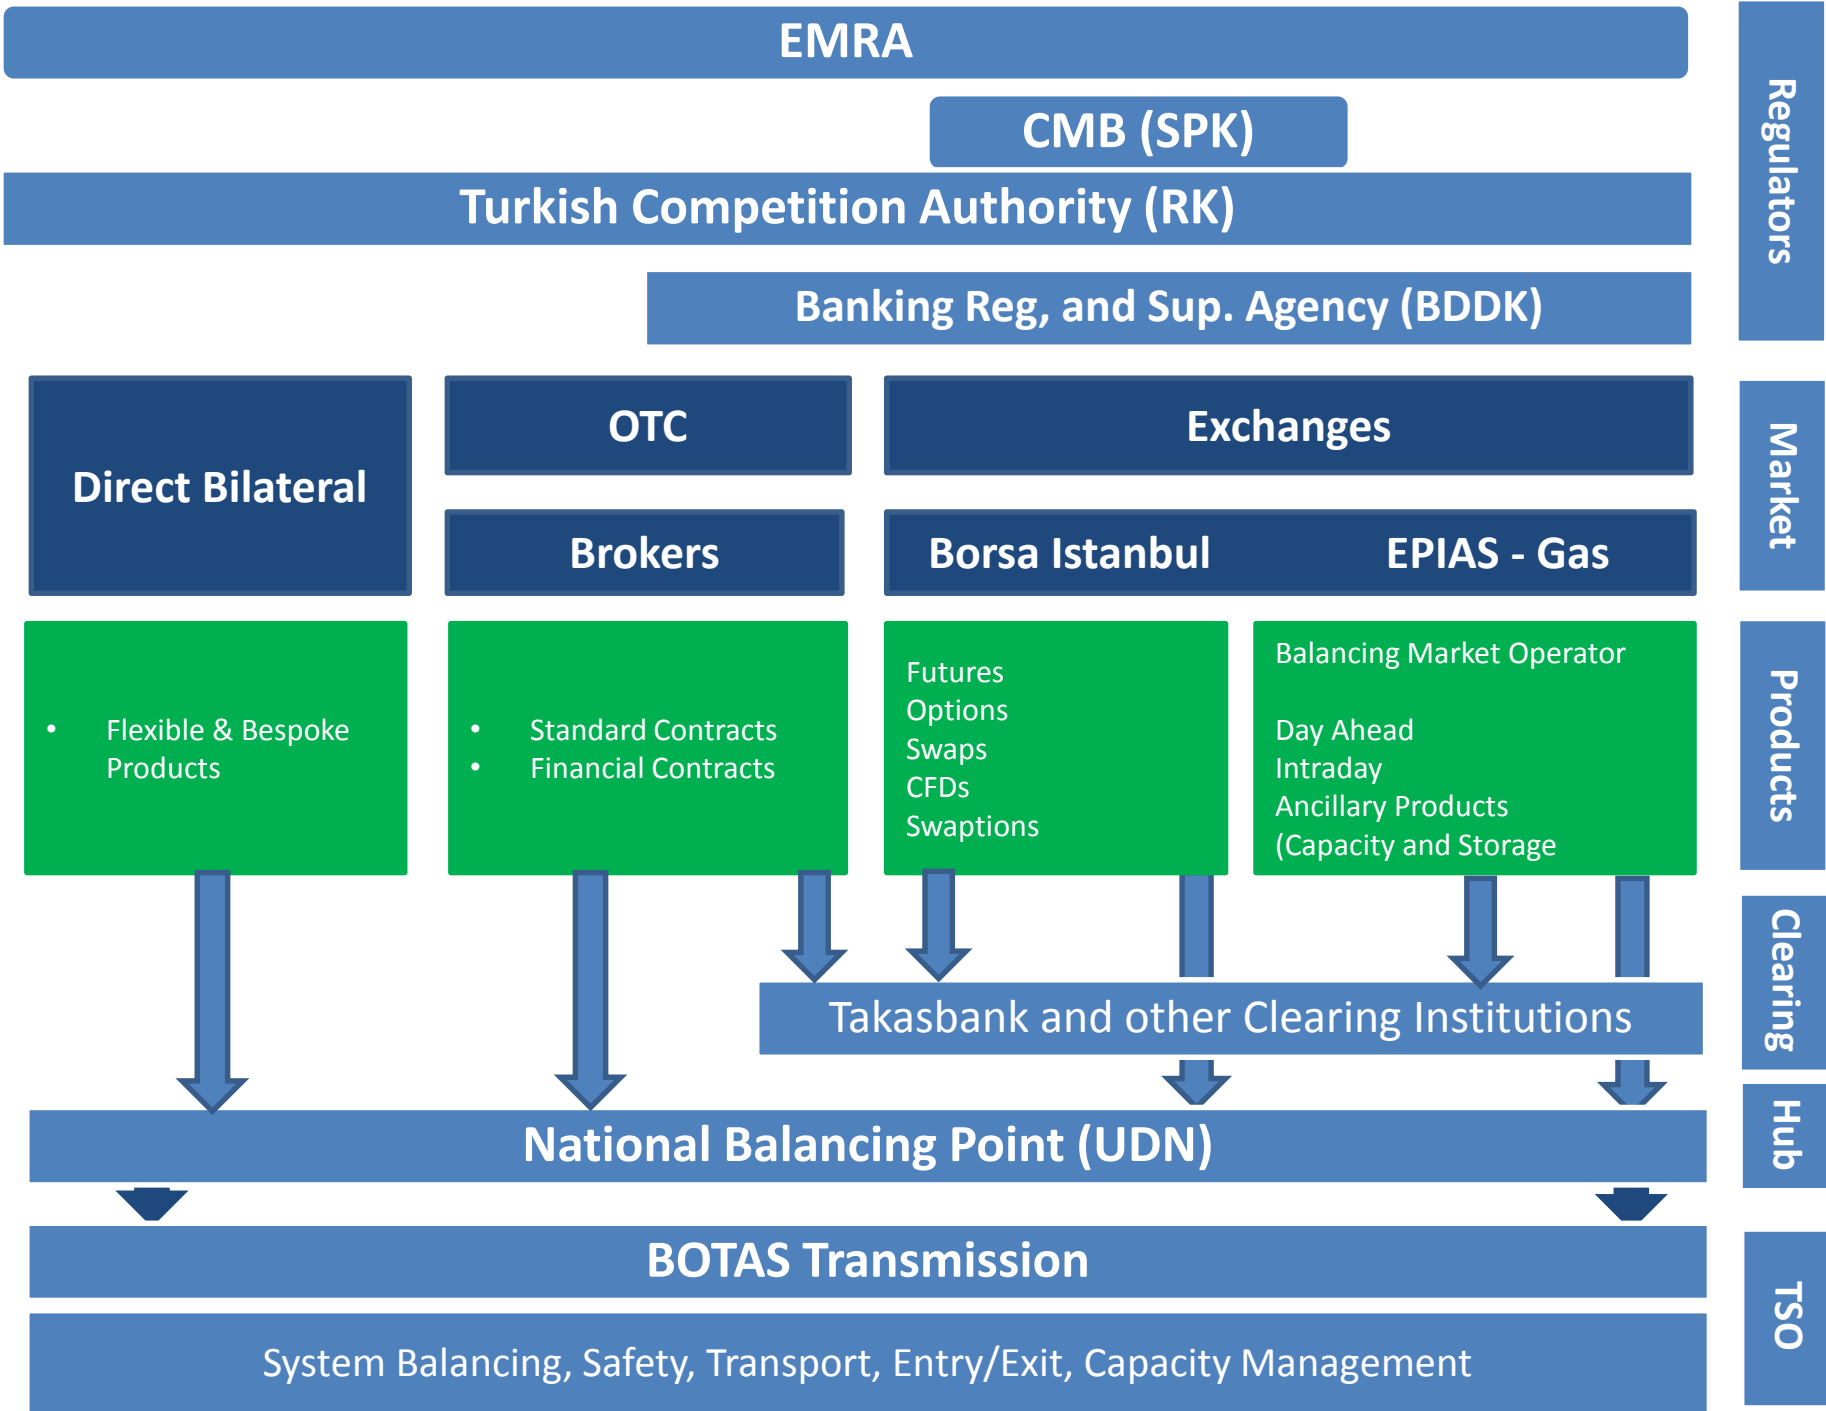 EMRA
CMB (SPK)
Turkish Competition Authority (RK)
Banking Reg, and Sup. Agency (BDDK)
Regulators
Direct Bilateral
OTC
Exchanges
Brokers
Borsa Istanbul
EPIAS - Gas
Market
• Flexible & Bespoke
Products
• Standard Contracts
• Financial Contracts
Futures
Options
Swaps
CFDs
Swaptions
Balancing Market Operator
Day Ahead
Intraday
Ancillary Products
(Capacity and Storage
Products
Takasbank and other Clearing Institutions
Clearing
National Balancing Point (UDN)
Hub
BOTAS Transmission
System Balancing, Safety, Transport, Entry/Exit, Capacity Management
TSO